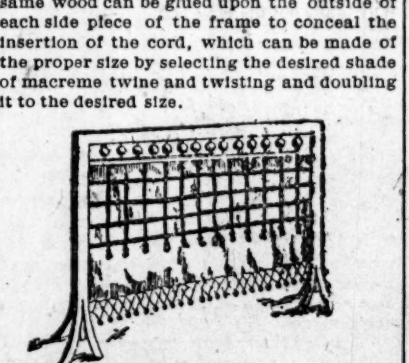 same wood can be glued upon the outside of
each side piece of the frame to conceal the
insertion of the cord, which can be made of
the proper size by selecting the desired shade
of macreme twine and twisting and doubling
it to the desired size.